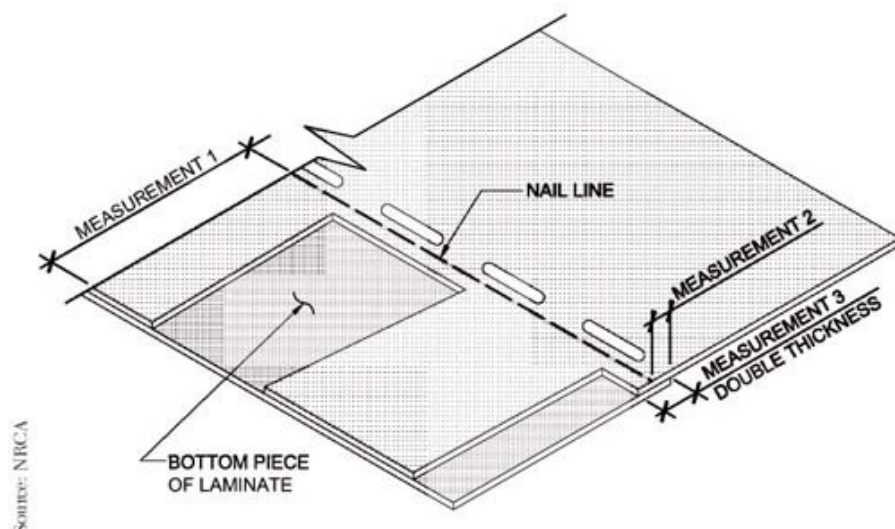 MEASUREMENT 1
NAIL LINE
MEASUREMENT 2
MEASUREMENT 3
DOUBLE THICKNESS
BOTTOM PIECE
OF LAMINATE
Source: NRCA